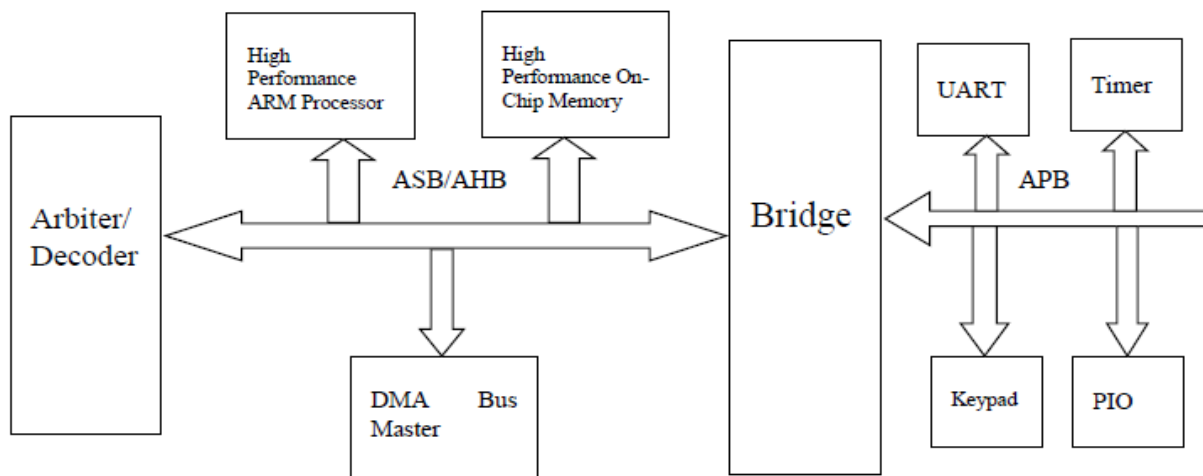 High
Performance
ARM Processor
High
Performance On-
Chip Memory
UART
Timer
ASB/AHB
APB
Arbiter/
Decoder
Bridge
DMA Bus
Master
Keypad
PIO